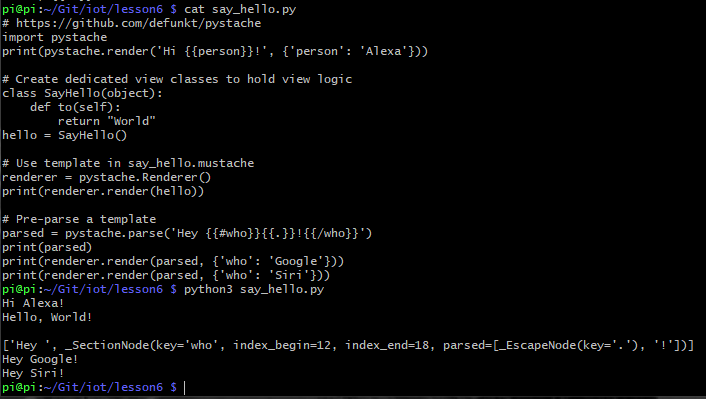 pi@pi:~/Git/iot/lesson6 $ cat say_hello.py
# https://github.com/defunkt/pystache
import pystache
print(pystache.render('Hi {{person}}!', {'person': 'Alexa'}))

# Create dedicated view classes to hold view logic
class SayHello(object):
    def to(self):
        return "World"
hello = SayHello()

# Use template in say_hello.mustache
renderer = pystache.Renderer()
print(renderer.render(hello))

# Pre-parse a template
parsed = pystache.parse('Hey {{#who}}{{.}}!{{/who}}')
print(parsed)
print(renderer.render(parsed, {'who': 'Google'}))
print(renderer.render(parsed, {'who': 'Siri'}))
pi@pi:~/Git/iot/lesson6 $ python3 say_hello.py
Hi Alexa!
Hello, World!

['Hey ', _SectionNode(key='who', index_begin=12, index_end=18, parsed=[_EscapeNode(key='.'), '!'])]
Hey Google!
Hey Siri!
pi@pi:~/Git/iot/lesson6 $